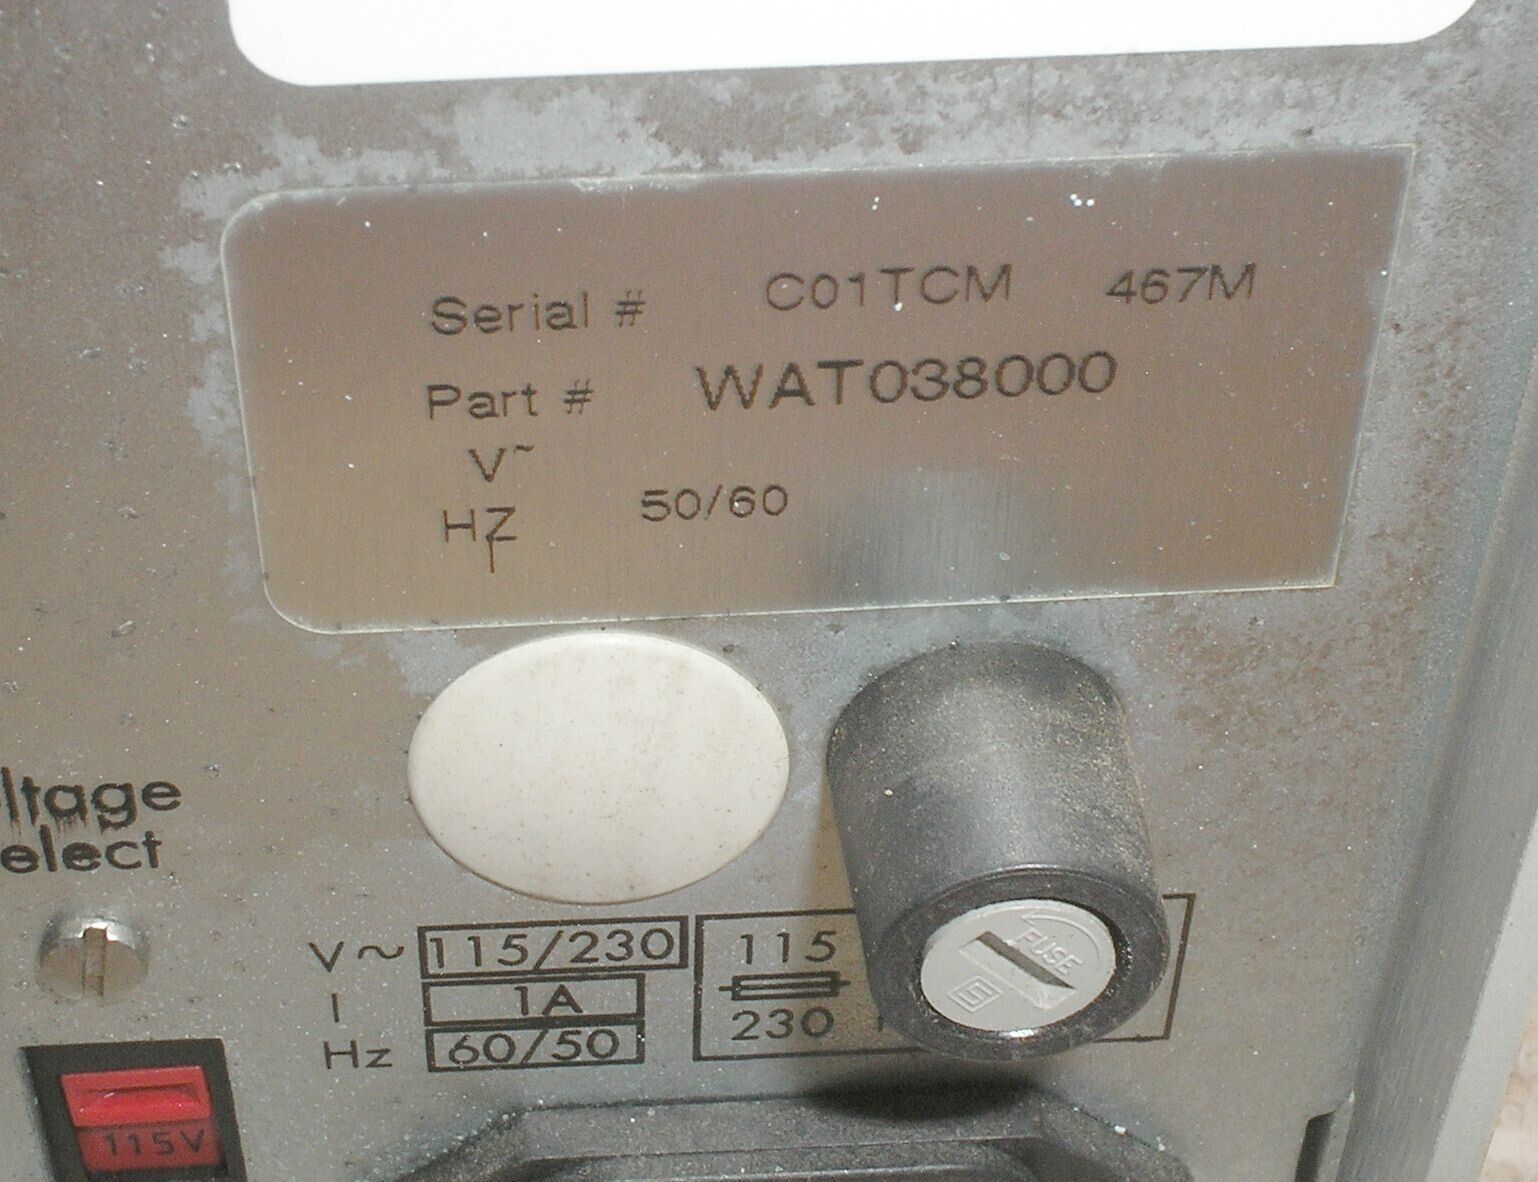 Serial # C01TCM 467M
Part # WAT038000
V~
HZ 50/60
ltage
elect
V~ 115/230
I 1A
Hz 60/50
115
230
FUSE
115V